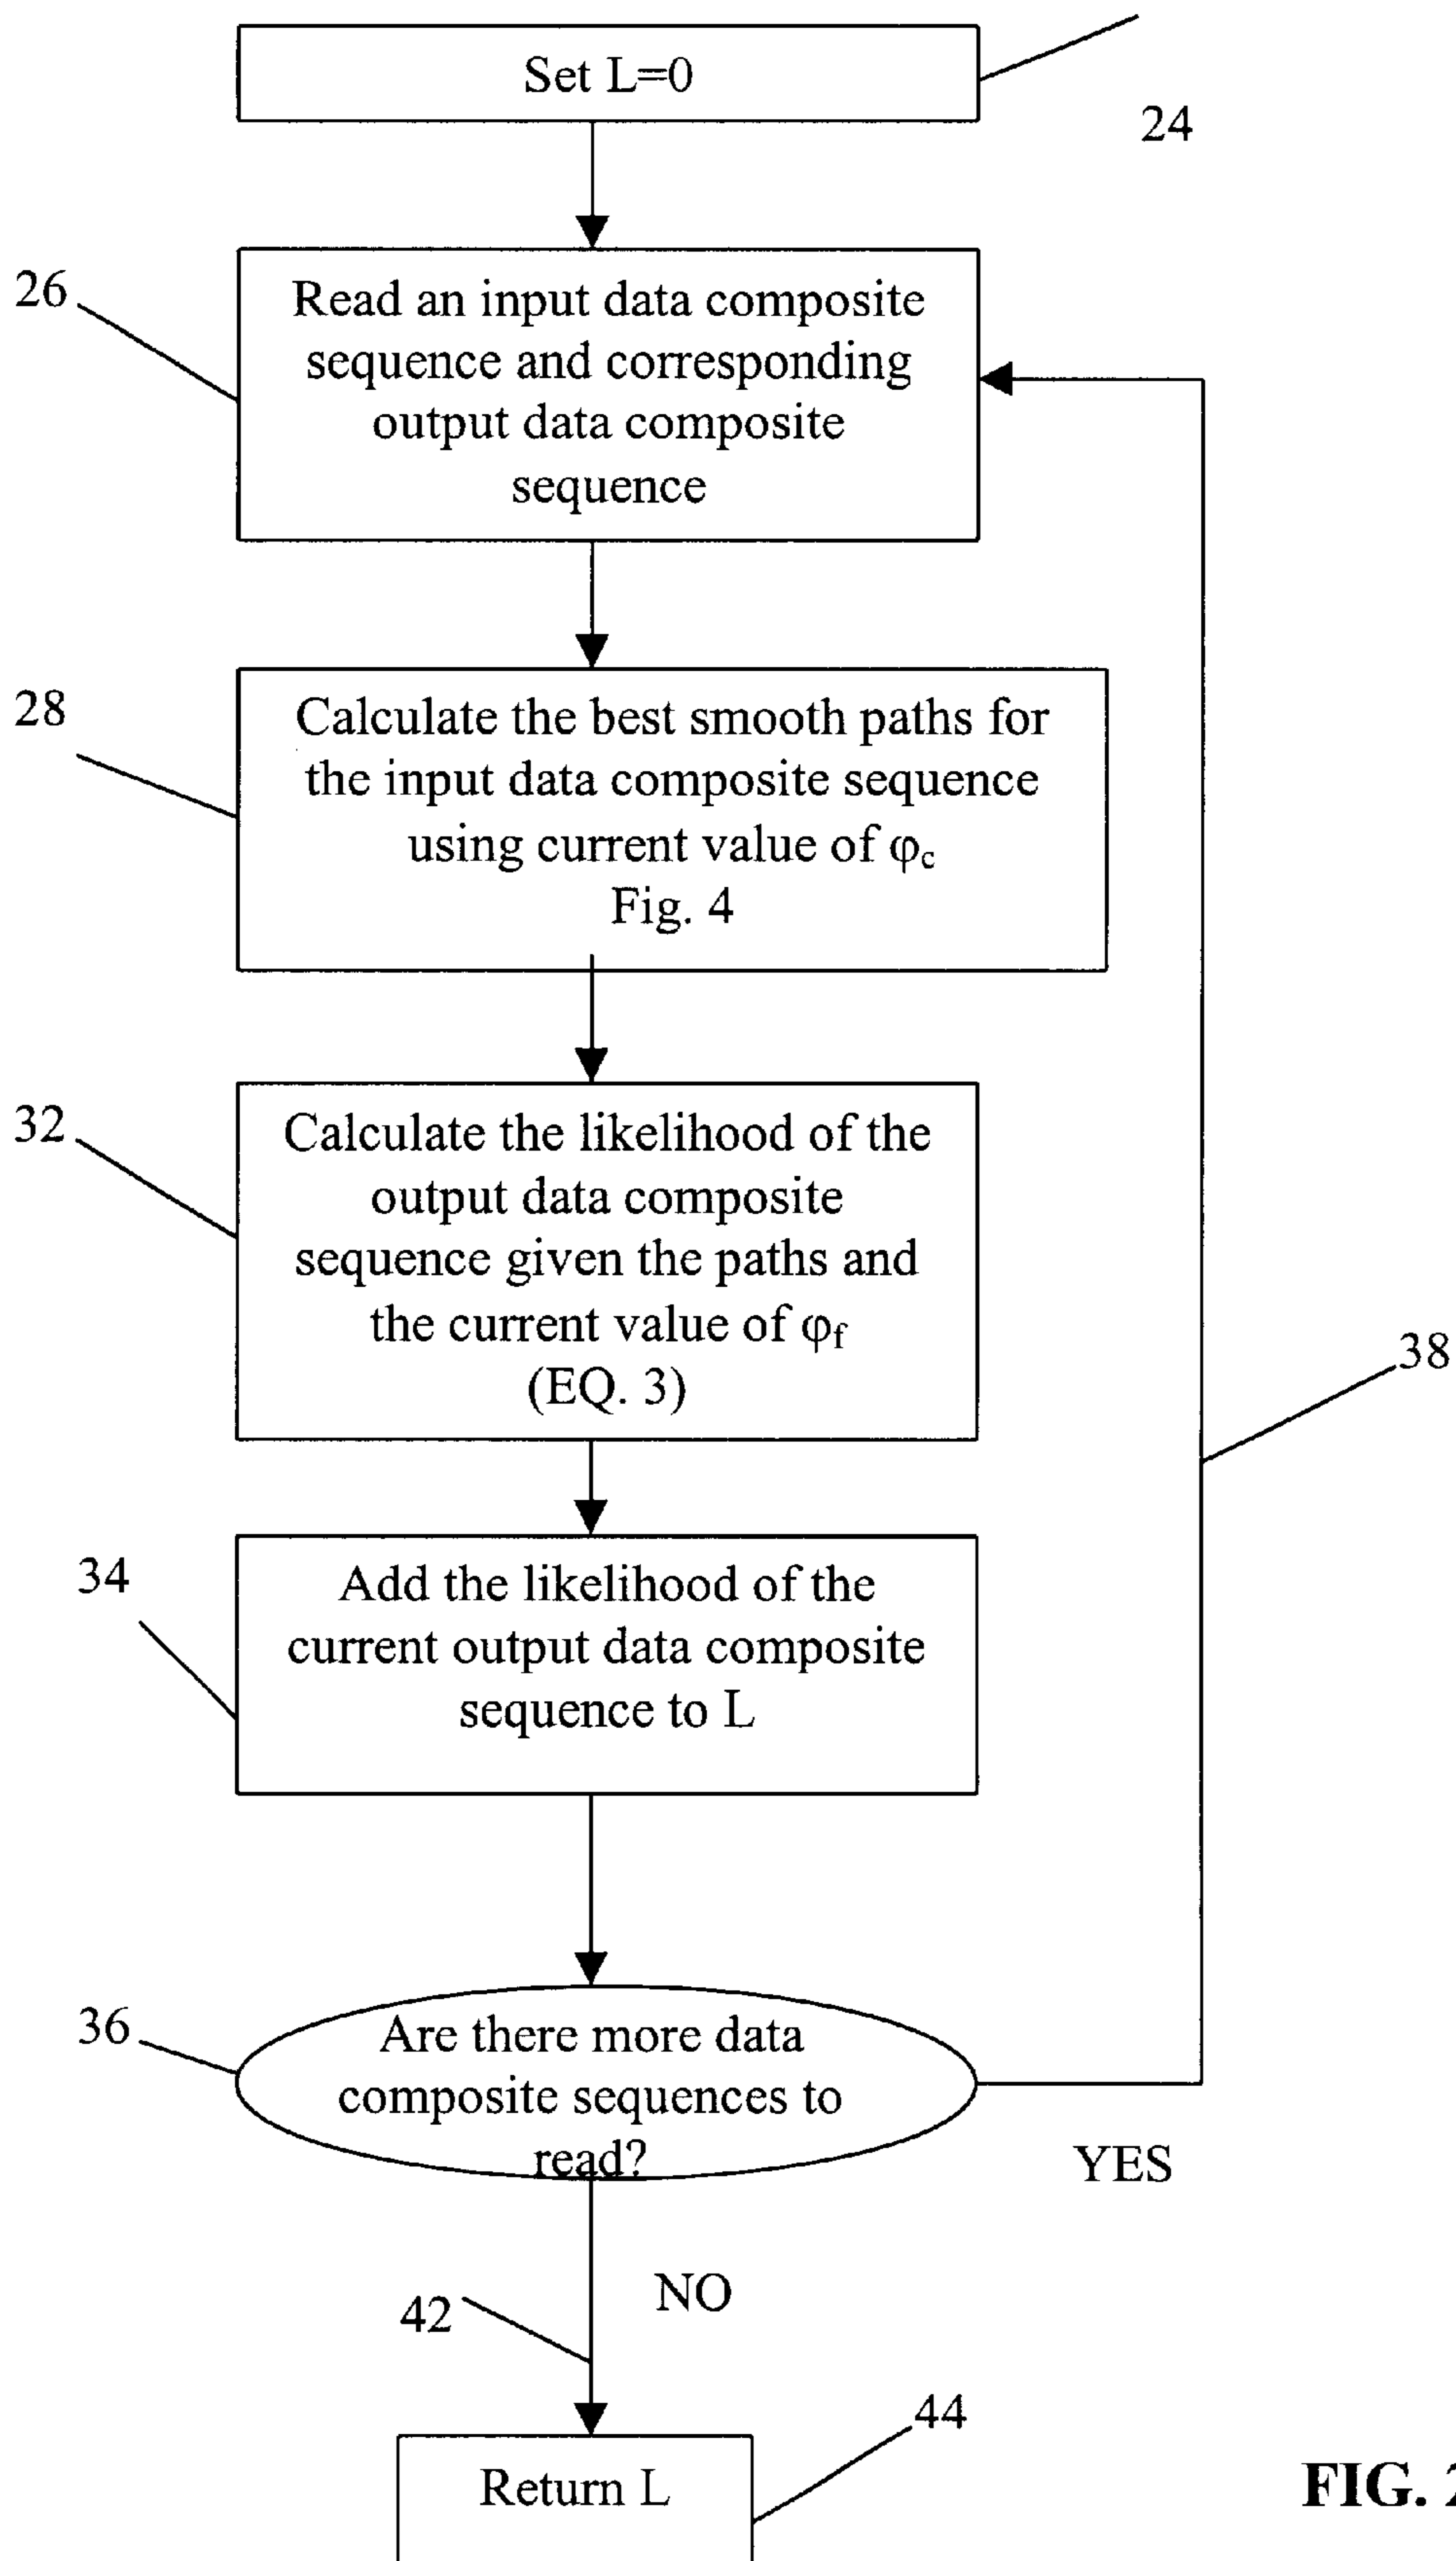 Set L=0
24
26
Read an input data composite
sequence and corresponding
output data composite
sequence
28
Calculate the best smooth paths for
the input data composite sequence
using current value of φc
Fig. 4
32
Calculate the likelihood of the
output data composite
sequence given the paths and
the current value of φf
(EQ. 3)
38
34
Add the likelihood of the
current output data composite
sequence to L
36
Are there more data
composite sequences to
read?
YES
NO
42
44
Return L
FIG. 2